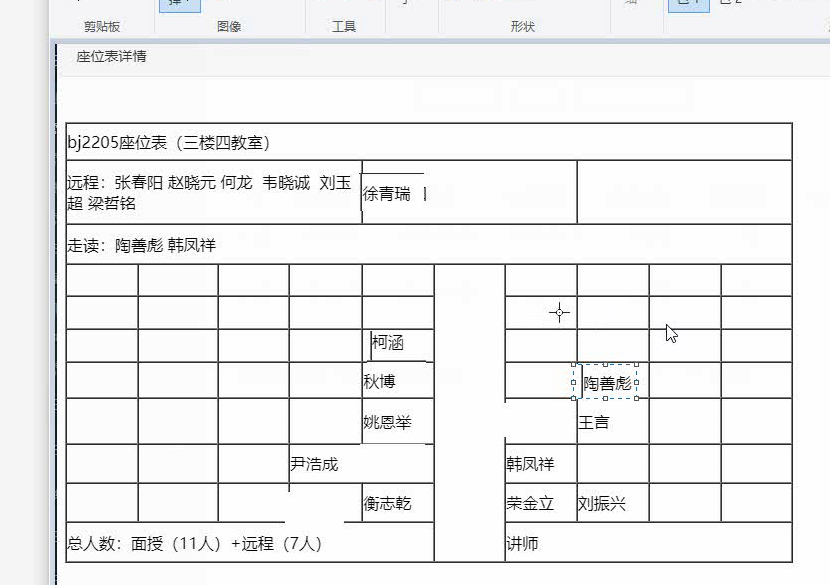 剪贴板 图像 工具 形状
座位表详情
bj2205座位表（三楼四教室）
远程：张春阳 赵晓元 何龙 韦晓诚 刘玉
超 梁哲铭
徐青瑞
走读：陶善彪 韩凤祥
柯涵
秋博 陶善彪
姚恩举 王言
尹浩成 韩凤祥
衡志乾 荣金立 刘振兴
总人数：面授（11人）+远程（7人） 讲师